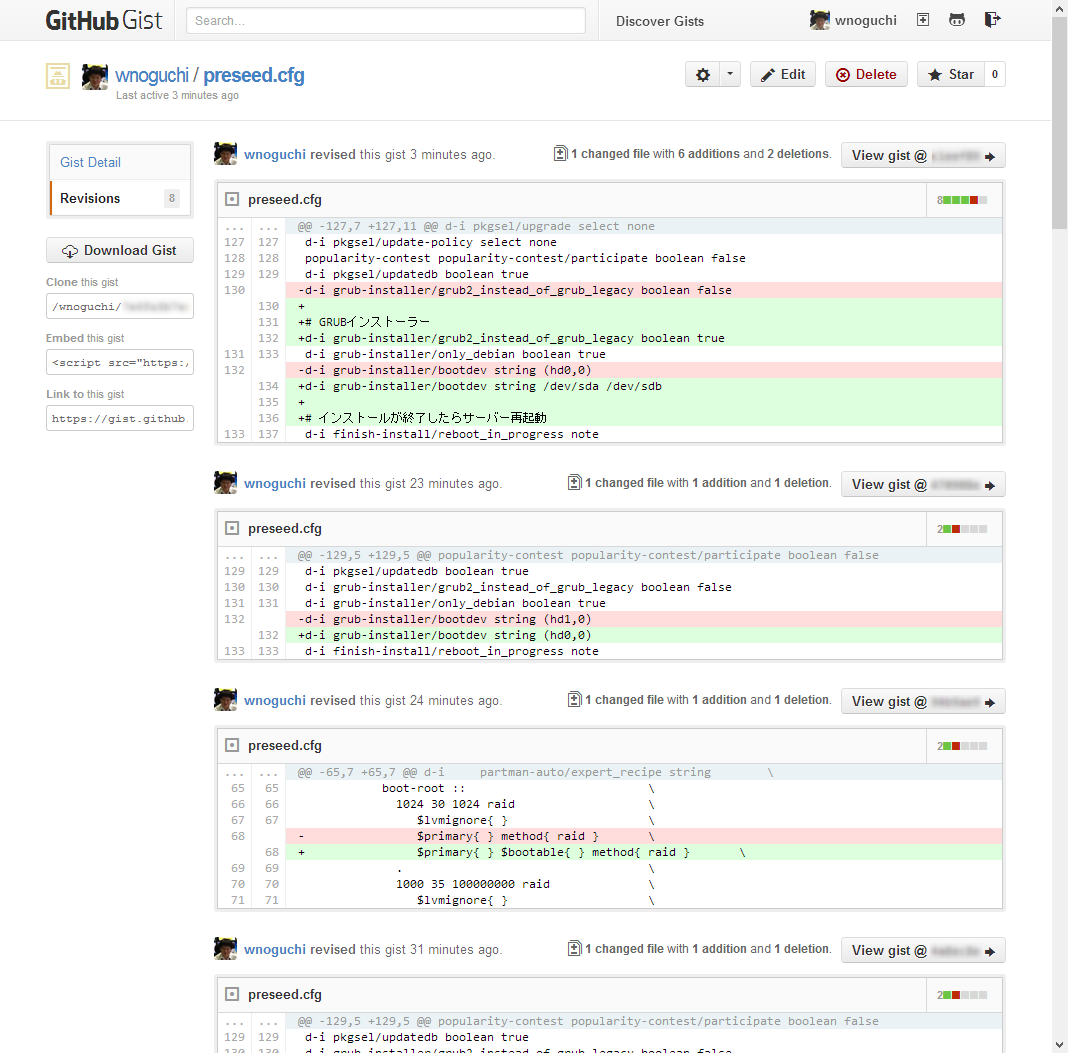 GitHub Gist Search... Discover Gists wnoguchi
wnoguchi / preseed.cfg Edit Delete Star 0
Last active 3 minutes ago
Gist Detail
Revisions 8
Download Gist
Clone this gist
/wnoguchi/
Embed this gist
<script src="https:/
Link to this gist
https://gist.github.
wnoguchi revised this gist 3 minutes ago. 1 changed file with 6 additions and 2 deletions. View gist @
preseed.cfg 8
... ... @@ -127,7 +127,11 @@ d-i pkgsel/upgrade select none
127 127 d-i pkgsel/update-policy select none
128 128 popularity-contest popularity-contest/participate boolean false
129 129 d-i pkgsel/updatedb boolean true
130 -d-i grub-installer/grub2_instead_of_grub_legacy boolean false
130 +
131 +# GRUBインストーラー
132 +d-i grub-installer/grub2_instead_of_grub_legacy boolean true
131 133 d-i grub-installer/only_debian boolean true
132 -d-i grub-installer/bootdev string (hd0,0)
134 +d-i grub-installer/bootdev string /dev/sda /dev/sdb
135 +
136 +# インストールが終了したらサーバー再起動
133 137 d-i finish-install/reboot_in_progress note
wnoguchi revised this gist 23 minutes ago. 1 changed file with 1 addition and 1 deletion. View gist @
preseed.cfg 2
... ... @@ -129,5 +129,5 @@ popularity-contest popularity-contest/participate boolean false
129 129 d-i pkgsel/updatedb boolean true
130 130 d-i grub-installer/grub2_instead_of_grub_legacy boolean false
131 131 d-i grub-installer/only_debian boolean true
132 -d-i grub-installer/bootdev string (hd1,0)
132 +d-i grub-installer/bootdev string (hd0,0)
133 133 d-i finish-install/reboot_in_progress note
wnoguchi revised this gist 24 minutes ago. 1 changed file with 1 addition and 1 deletion. View gist @
preseed.cfg 2
... ... @@ -65,7 +65,7 @@ d-i partman-auto/expert_recipe string \
65 65 boot-root :: \
66 66 1024 30 1024 raid \
67 67 $lvmignore{ } \
68 - $primary{ } method{ raid } \
68 + $primary{ } $bootable{ } method{ raid } \
69 69 . \
70 70 1000 35 100000000 raid \
71 71 $lvmignore{ } \
wnoguchi revised this gist 31 minutes ago. 1 changed file with 1 addition and 1 deletion. View gist @
preseed.cfg 2
... ... @@ -129,5 +129,5 @@ popularity-contest popularity-contest/participate boolean false
129 129 d-i pkgsel/updatedb boolean true
130 130 d-i grub-installer/grub2_instead_of_grub_legacy boolean false